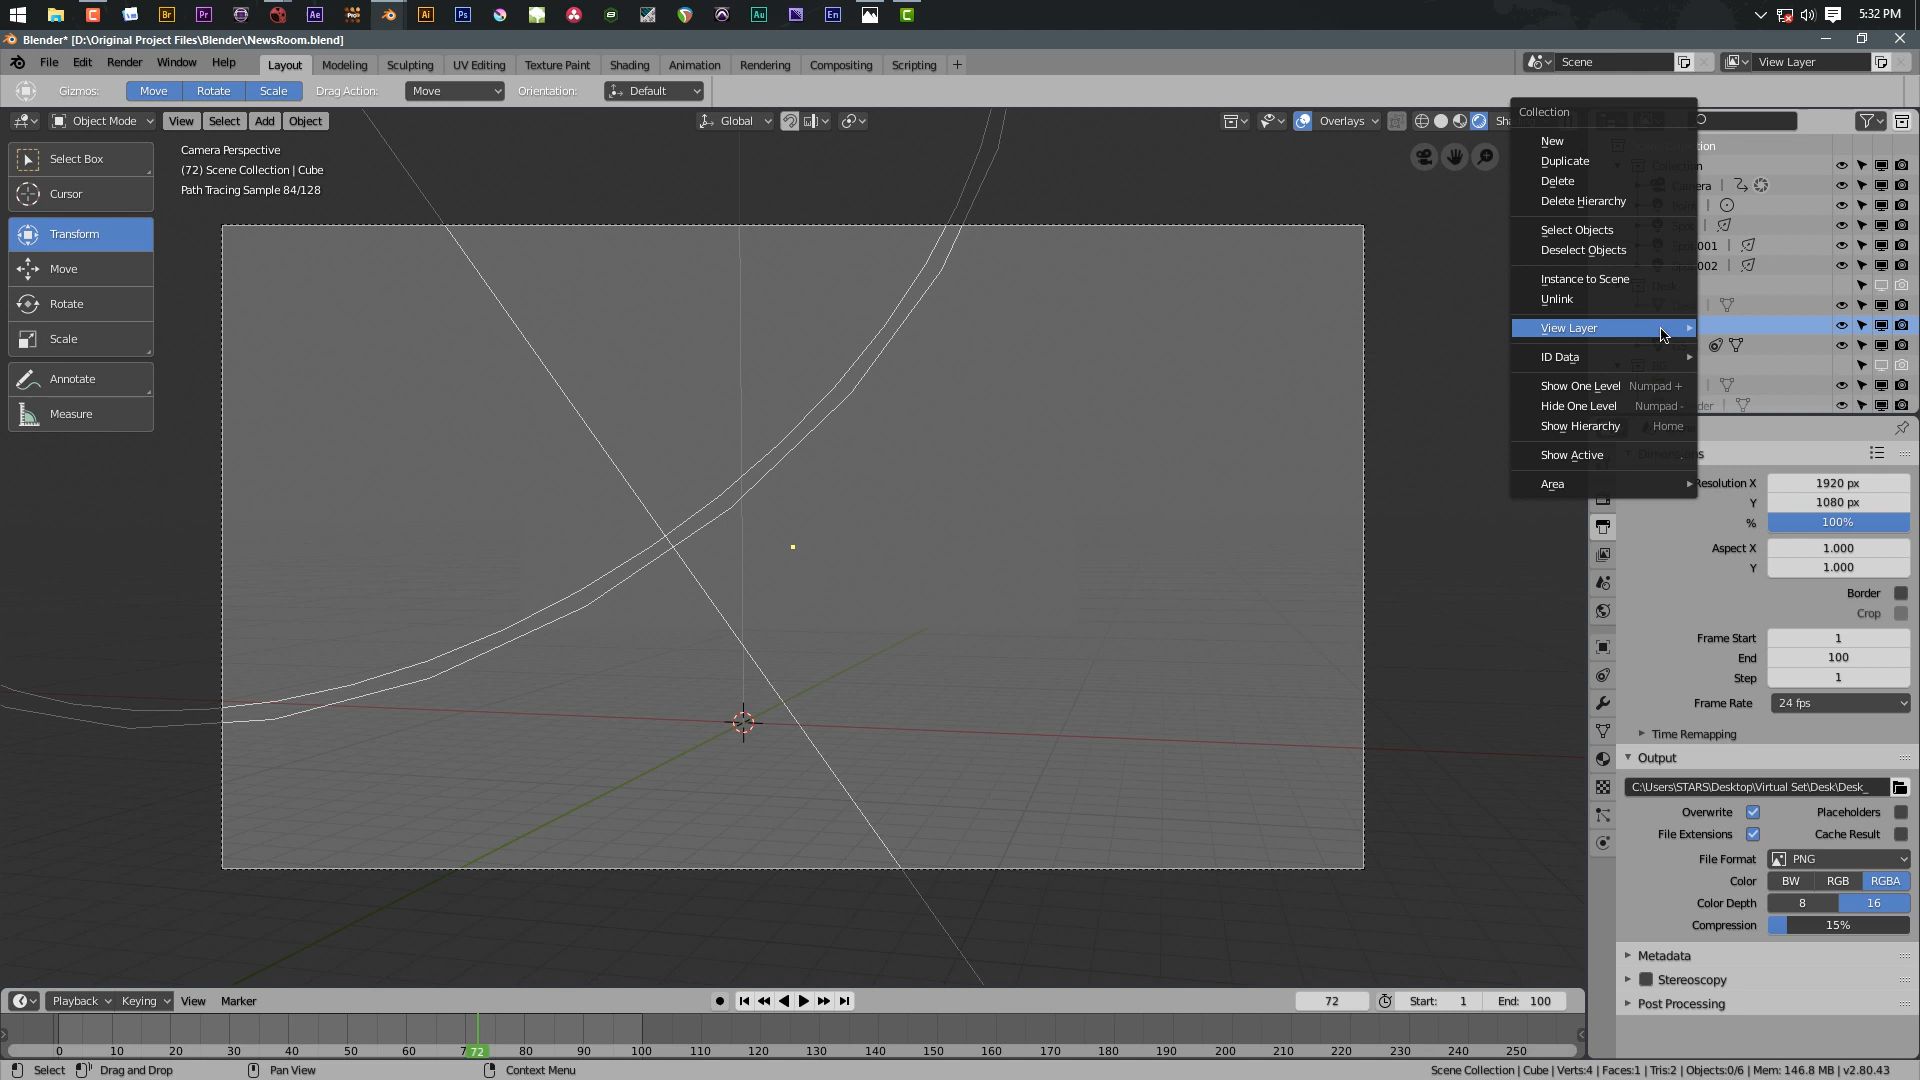 5:32 PM
Blender* [D:\Original Project Files\Blender\NewsRoom.blend]
File Edit Render Window Help
Layout Modeling Sculpting UV Editing Texture Paint Shading Animation Rendering Compositing Scripting +
Scene
View Layer
Gizmos: Move Rotate Scale Drag Action: Move Orientation: Default
Object Mode View Select Add Object
Global
Overlays
Select Box
Cursor
Transform
Move
Rotate
Scale
Annotate
Measure
Camera Perspective
(72) Scene Collection | Cube
Path Tracing Sample 84/128
Collection
New
Duplicate
Delete
Delete Hierarchy
Select Objects
Deselect Objects
Instance to Scene
Unlink
View Layer
ID Data
Show One Level Numpad +
Hide One Level Numpad -
Show Hierarchy Home
Show Active .
Area
Dimensions
Resolution X 1920 px
Y 1080 px
% 100%
Aspect X 1.000
Y 1.000
Border
Crop
Frame Start 1
End 100
Step 1
Frame Rate 24 fps
Time Remapping
Output
C:\Users\STARS\Desktop\Virtual Set\Desk\Desk_
Overwrite Placeholders
File Extensions Cache Result
File Format PNG
Color BW RGB RGBA
Color Depth 8 16
Compression 15%
Metadata
Stereoscopy
Post Processing
Playback Keying View Marker
72 Start: 1 End: 100
0 10 20 30 40 50 60 7 72 80 90 100 110 120 130 140 150 160 170 180 190 200 210 220 230 240 250
Select Drag and Drop Pan View Context Menu
Scene Collection | Cube | Verts:4 | Faces:1 | Tris:2 | Objects:0/6 | Mem: 146.8 MB | v2.80.43